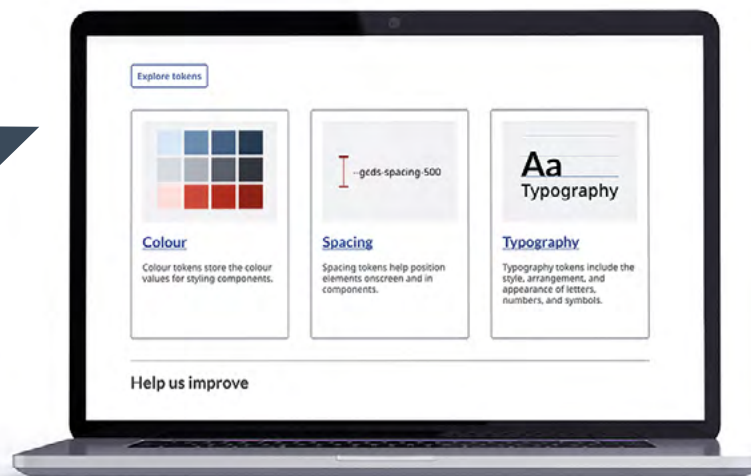 Explore tokens
--gcds-spacing-500
Aa
Typography
Colour
Colour tokens store the colour
values for styling components.
Spacing
Spacing tokens help position
elements onscreen and in
components.
Typography
Typography tokens include the
style, arrangement, and
appearance of letters,
numbers, and symbols.
Help us improve